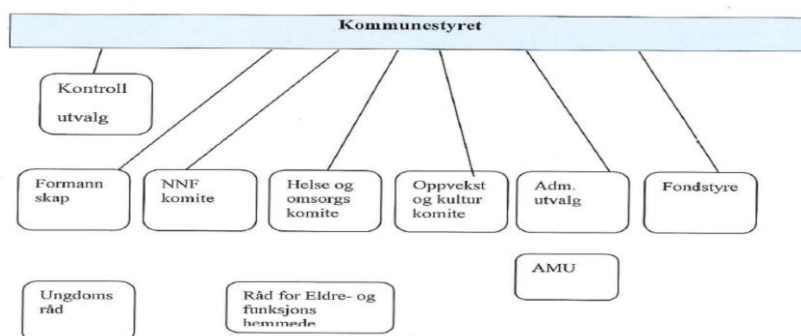 Kommunestyret
Kontroll
utvalg
Formann
skap
NNF
komite
Helse og
omsorgs
komite
Oppvekst
og kultur
komite
Adm.
utvalg
Fondstyre
AMU
Ungdoms
råd
Råd for Eldre- og
funksjons
hemmede